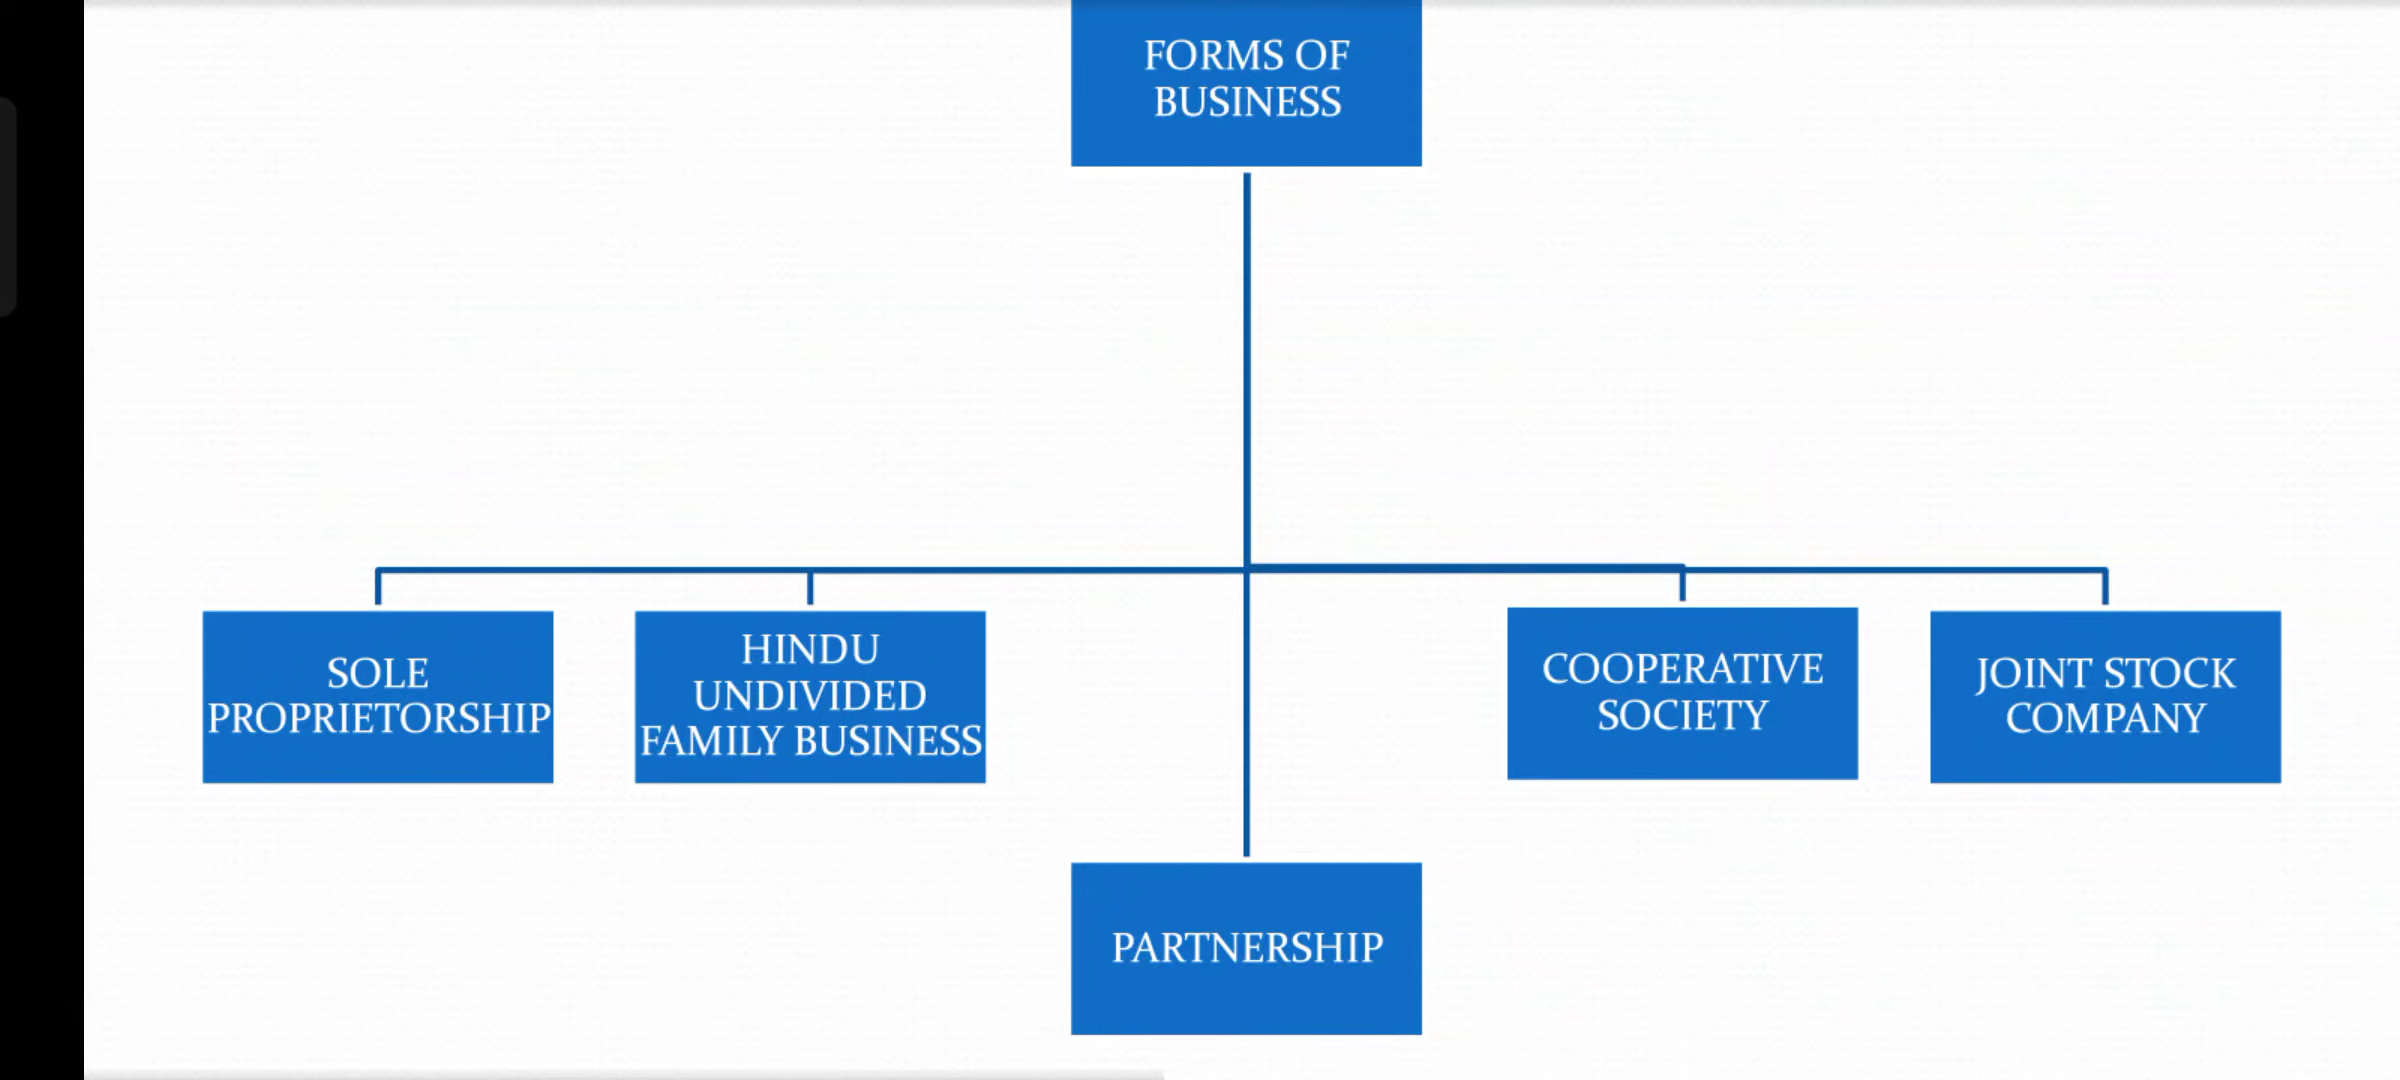 FORMS OF
BUSINESS
SOLE
PROPRIETORSHIP
HINDU
UNDIVIDED
FAMILY BUSINESS
COOPERATIVE
SOCIETY
JOINT STOCK
COMPANY
PARTNERSHIP